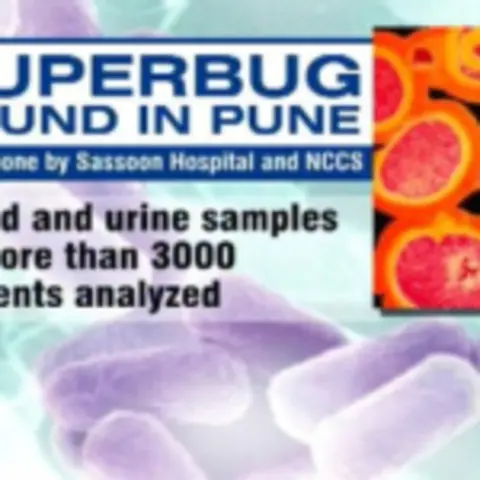 UPERBUG
UND IN PUNE
one by Sassoon Hospital and NCCS
d and urine samples
ore than 3000
ents analyzed